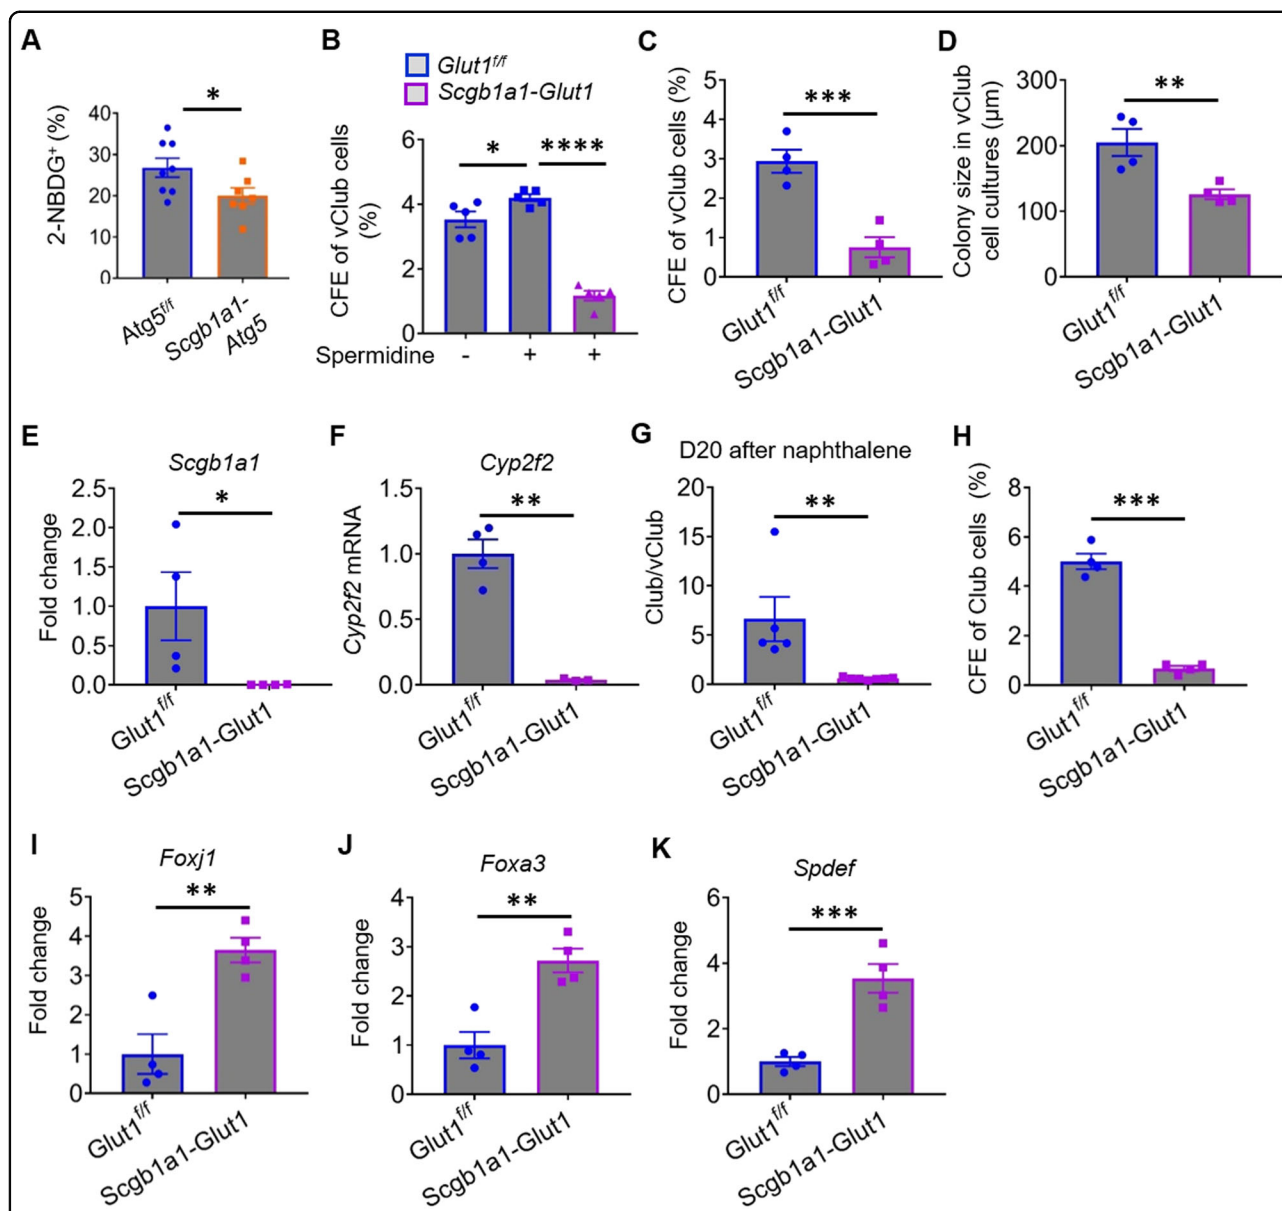 A
2-NBDG⁺ (%)
40
30
20
10
0
*
Atg5f/f
Scgb1a1-
Atg5
B
Glut1f/f
Scgb1a1-Glut1
CFE of vClub cells
(%)
6
4
2
0
*
****
Spermidine - + +
C
CFE of vClub cells (%)
5
4
3
2
1
0
***
Glut1f/f
Scgb1a1-Glut1
D
Colony size in vClub
cell cultures (μm)
300
200
100
0
**
Glut1f/f
Scgb1a1-Glut1
E
Scgb1a1
Fold change
2.5
2.0
1.5
1.0
0.5
0.0
*
Glut1f/f
Scgb1a1-Glut1
F
Cyp2f2
Cyp2f2 mRNA
1.5
1.0
0.5
0.0
**
Glut1f/f
Scgb1a1-Glut1
G
D20 after naphthalene
Club/vClub
20
15
10
5
0
**
Glut1f/f
Scgb1a1-Glut1
H
CFE of Club cells (%)
8
6
4
2
0
***
Glut1f/f
Scgb1a1-Glut1
I
Foxj1
Fold change
5
4
3
2
1
0
**
Glut1f/f
Scgb1a1-Glut1
J
Foxa3
Fold change
4
3
2
1
0
**
Glut1f/f
Scgb1a1-Glut1
K
Spdef
Fold change
6
4
2
0
***
Glut1f/f
Scgb1a1-Glut1